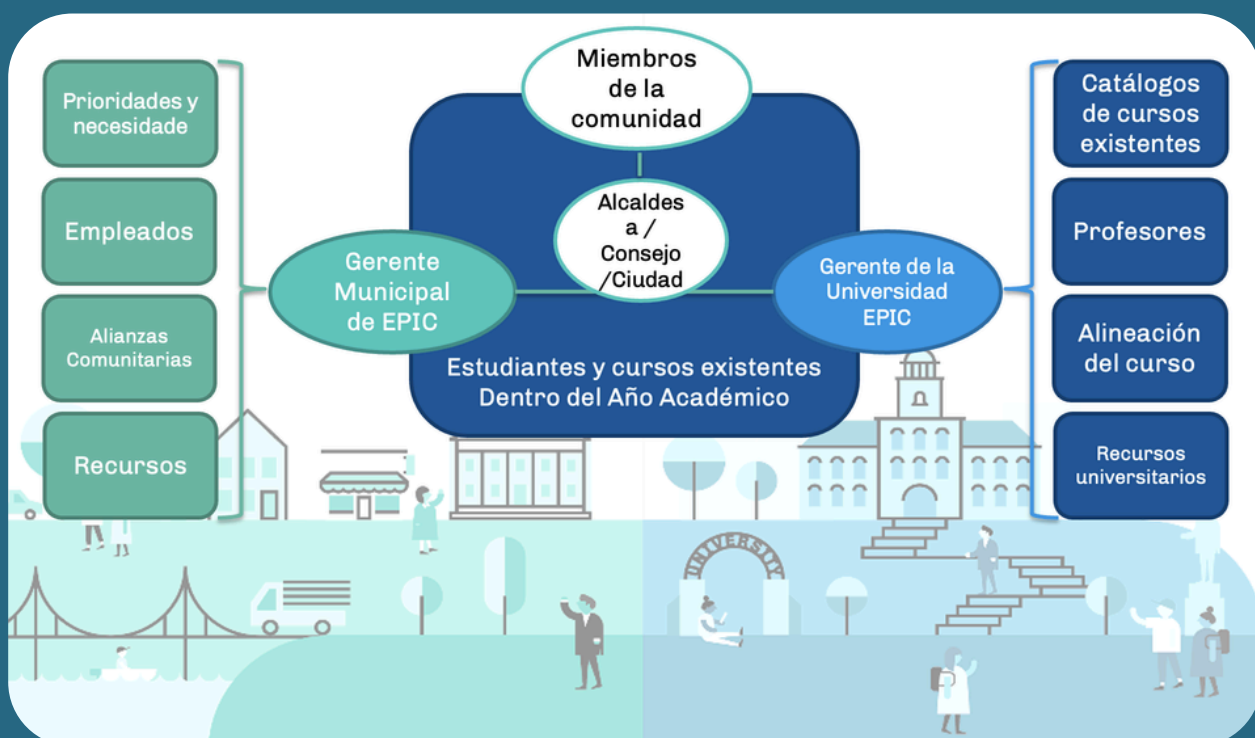 Prioridades y
necesidade
Empleados
Alianzas
Comunitarias
Recursos
Gerente
Municipal
de EPIC
Miembros
de la
comunidad
Alcaldes
a /
Consejo
/Ciudad
Estudiantes y cursos existentes
Dentro del Año Académico
Gerente de la
Universidad
EPIC
Catálogos
de cursos
existentes
Profesores
Alineación
del curso
Recursos
universitarios
UNIVERSITY